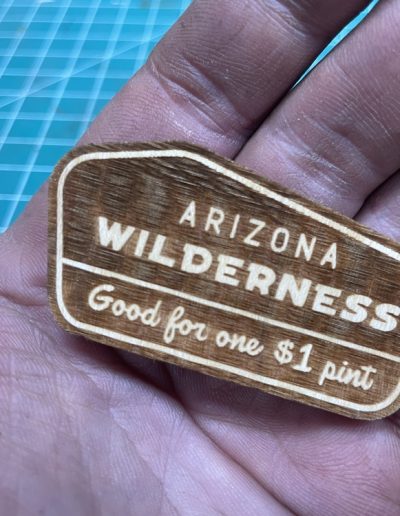 ARIZONA
WILDERNESS
Good for one $1 pint